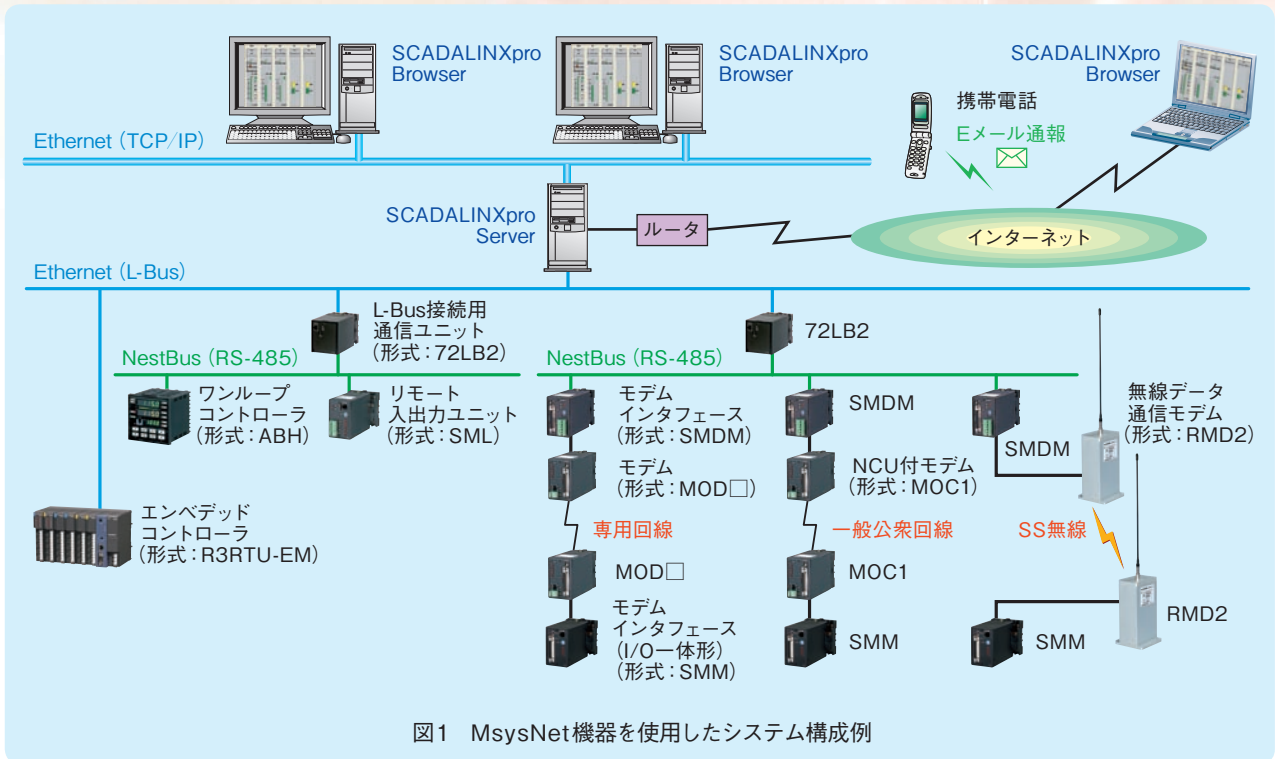 SCADALINXpro
Browser
SCADALINXpro
Browser
SCADALINXpro
Browser
携帯電話
Eメール通報
Ethernet（TCP/IP）
SCADALINXpro
Server
ルータ
インターネット
Ethernet（L-Bus）
L-Bus接続用
通信ユニット
（形式：72LB2）
72LB2
NestBus（RS-485）
NestBus（RS-485）
ワンループ
コントローラ
（形式：ABH）
リモート
入出力ユニット
（形式：SML）
モデム
インタフェース
（形式：SMDM）
SMDM
SMDM
無線データ
通信モデム
（形式：RMD2）
モデム
（形式：MOD□）
NCU付モデム
（形式：MOC1）
エンベデッド
コントローラ
（形式：R3RTU-EM）
専用回線
一般公衆回線
SS無線
MOD□
MOC1
RMD2
モデム
インタフェース
（I/O一体形）
（形式：SMM）
SMM
SMM
図1　MsysNet機器を使用したシステム構成例